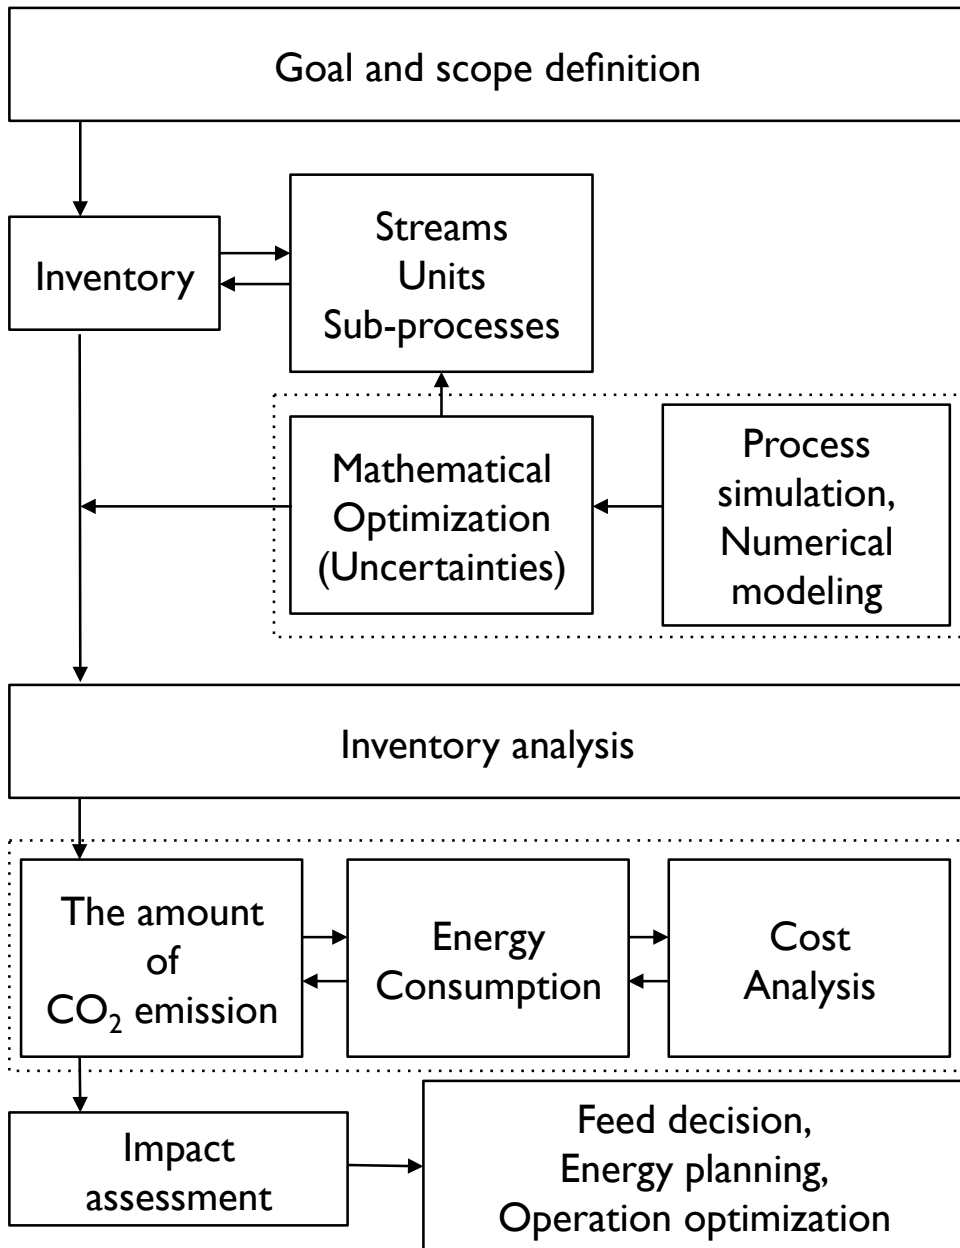 Goal and scope definition
Inventory
Streams
Units
Sub-processes
Mathematical
Optimization
(Uncertainties)
Process
simulation,
Numerical
modeling
Inventory analysis
The amount
of
CO₂ emission
Energy
Consumption
Cost
Analysis
Impact
assessment
Feed decision,
Energy planning,
Operation optimization